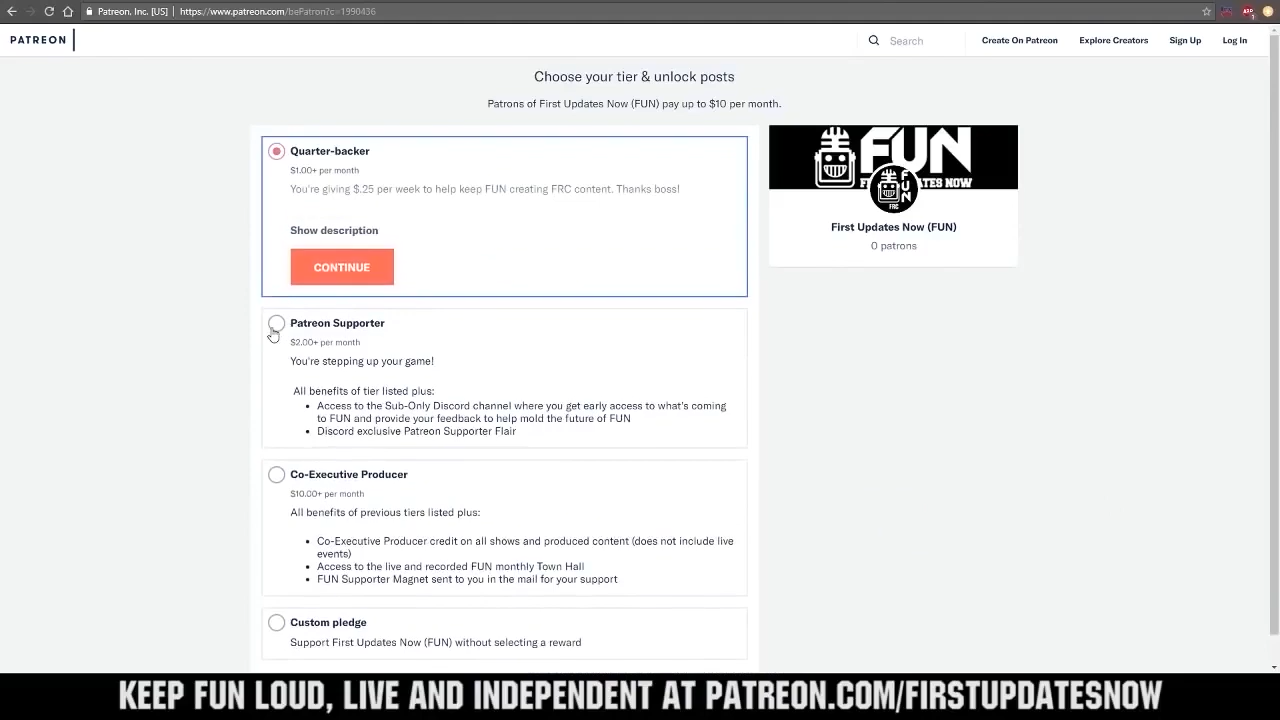 Patreon, Inc. [US] | https://www.patreon.com/bePatron?c=1990436
PATREON
Search
Create On Patreon
Explore Creators
Sign Up
Log In
Choose your tier & unlock posts
Patrons of First Updates Now (FUN) pay up to $10 per month.
Quarter-backer
$1.00+ per month
You're giving $.25 per week to help keep FUN creating FRC content. Thanks boss!
Show description
CONTINUE
FUN
First Updates Now (FUN)
0 patrons
Patreon Supporter
$2.00+ per month
You're stepping up your game!
All benefits of tier listed plus:
• Access to the Sub-Only Discord channel where you get early access to what's coming
to FUN and provide your feedback to help mold the future of FUN
• Discord exclusive Patreon Supporter Flair
Co-Executive Producer
$10.00+ per month
All benefits of previous tiers listed plus:
• Co-Executive Producer credit on all shows and produced content (does not include live
events)
• Access to the live and recorded FUN monthly Town Hall
• FUN Supporter Magnet sent to you in the mail for your support
Custom pledge
Support First Updates Now (FUN) without selecting a reward
KEEP FUN LOUD, LIVE AND INDEPENDENT AT PATREON.COM/FIRSTUPDATESNOW